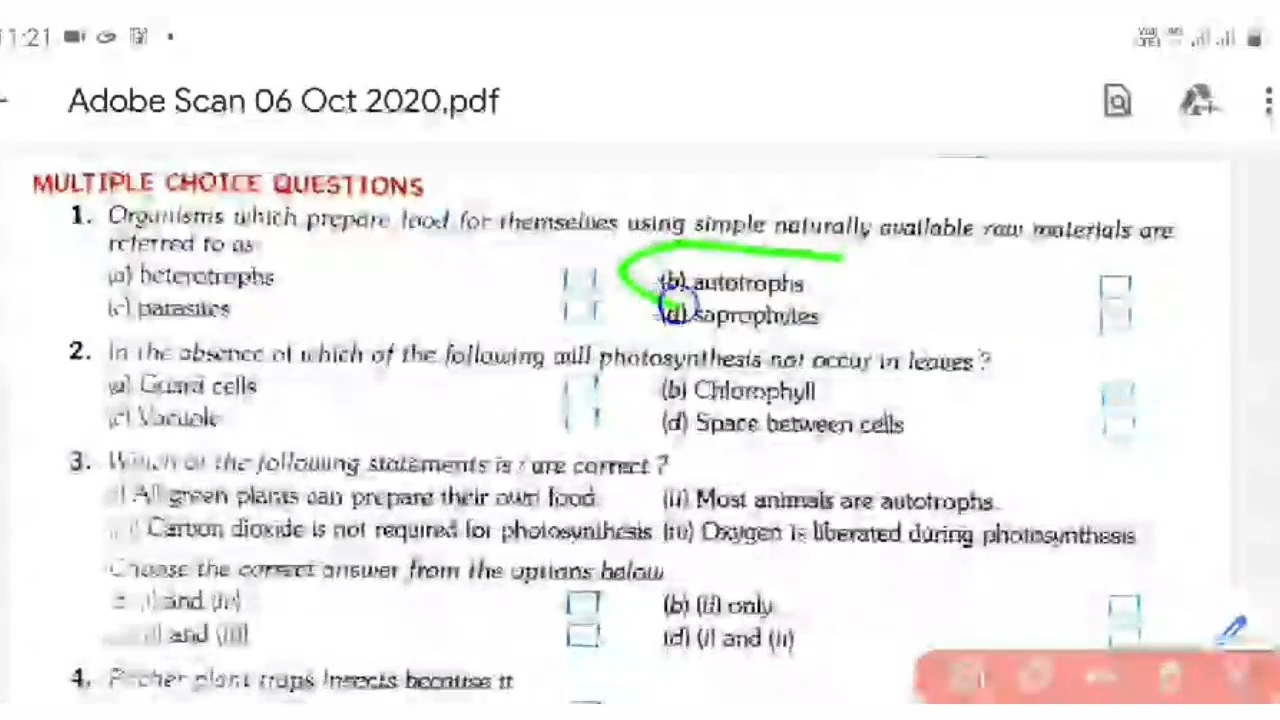 11:21
Adobe Scan 06 Oct 2020.pdf
MULTIPLE CHOICE QUESTIONS
1. Organisms which prepare food for themselves using simple naturally available raw materials are
referred to as
(a) heterotrophs (b) autotrophs
(c) parasites (d) saprophytes
2. In the absence of which of the following will photosynthesis not occur in leaves ?
(a) Guard cells (b) Chlorophyll
(c) Vacuole (d) Space between cells
3. Which of the following statements is / are correct ?
All green plants can prepare their own food. (ii) Most animals are autotrophs.
Carbon dioxide is not required for photosynthesis (iv) Oxygen is liberated during photosynthesis
Choose the correct answer from the options below
and (iv) (b) (ii) only
and (iii) (d) (i) and (ii)
4. Pitcher plant traps insects because it